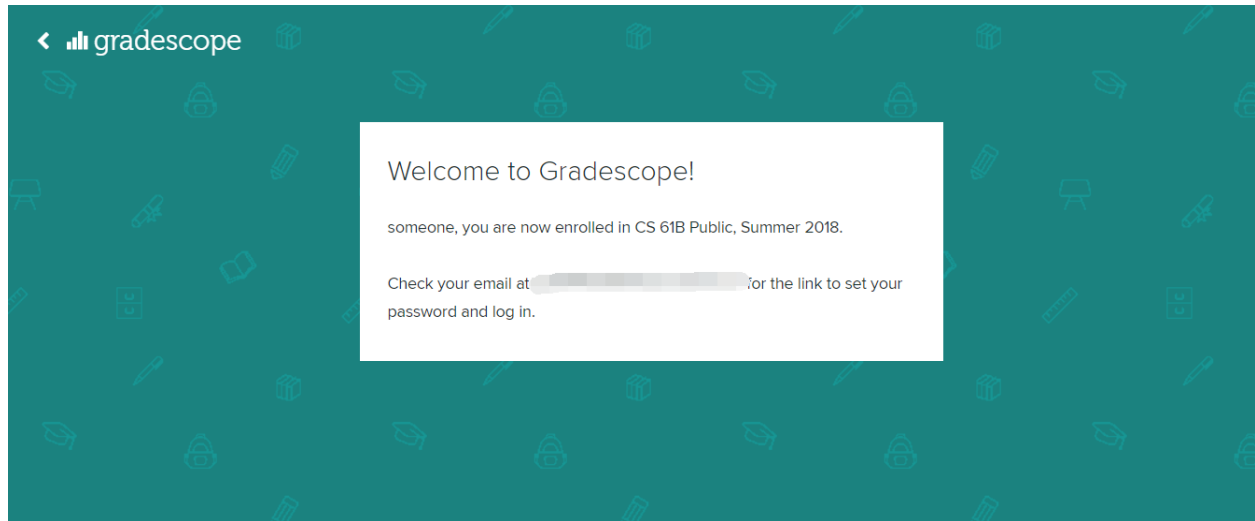 gradescope
Welcome to Gradescope!
someone, you are now enrolled in CS 61B Public, Summer 2018.
Check your email at for the link to set your
password and log in.